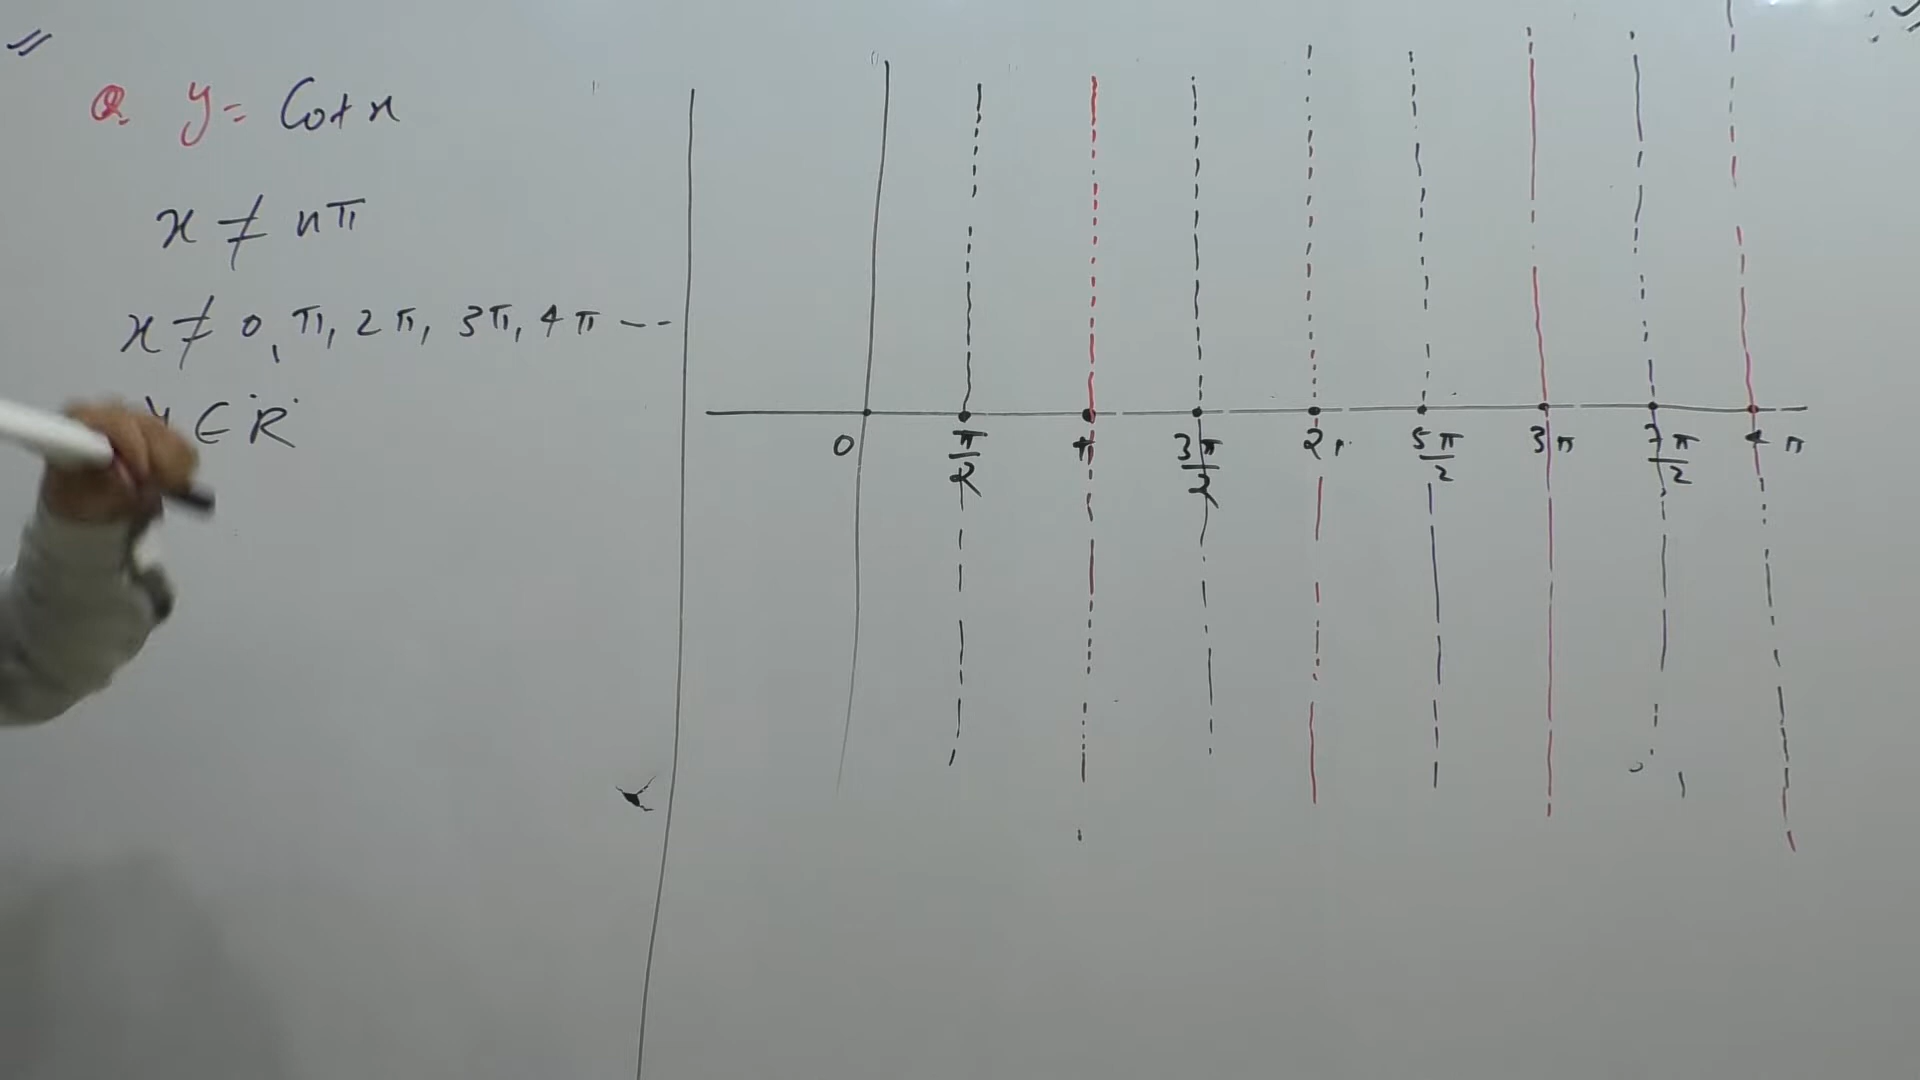 Q. y = Cot x
x ≠ nπ
x ≠ 0, π, 2π, 3π, 4π --
∈ R
0 π/2 π 3π/2 2π 5π/2 3π 7π/2 4π